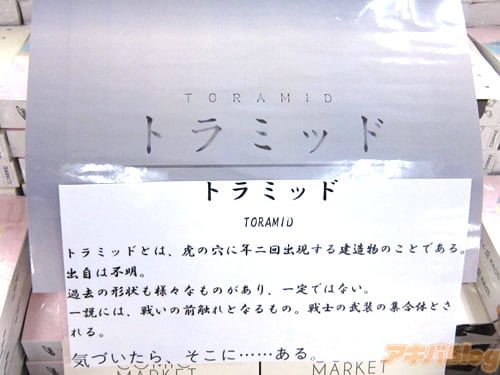 TORAMID
トラミッド
トラミッド
TORAMID
トラミッドとは、虎の穴に年二回出現する建造物のことである。
出自は不明。
過去の形状も様々なものがあり、一定ではない。
一説には、戦いの前触れとなるもの。戦士の武装の集合体とさ
れる。
気づいたら、そこに……ある。
MARKET
アキバBlog